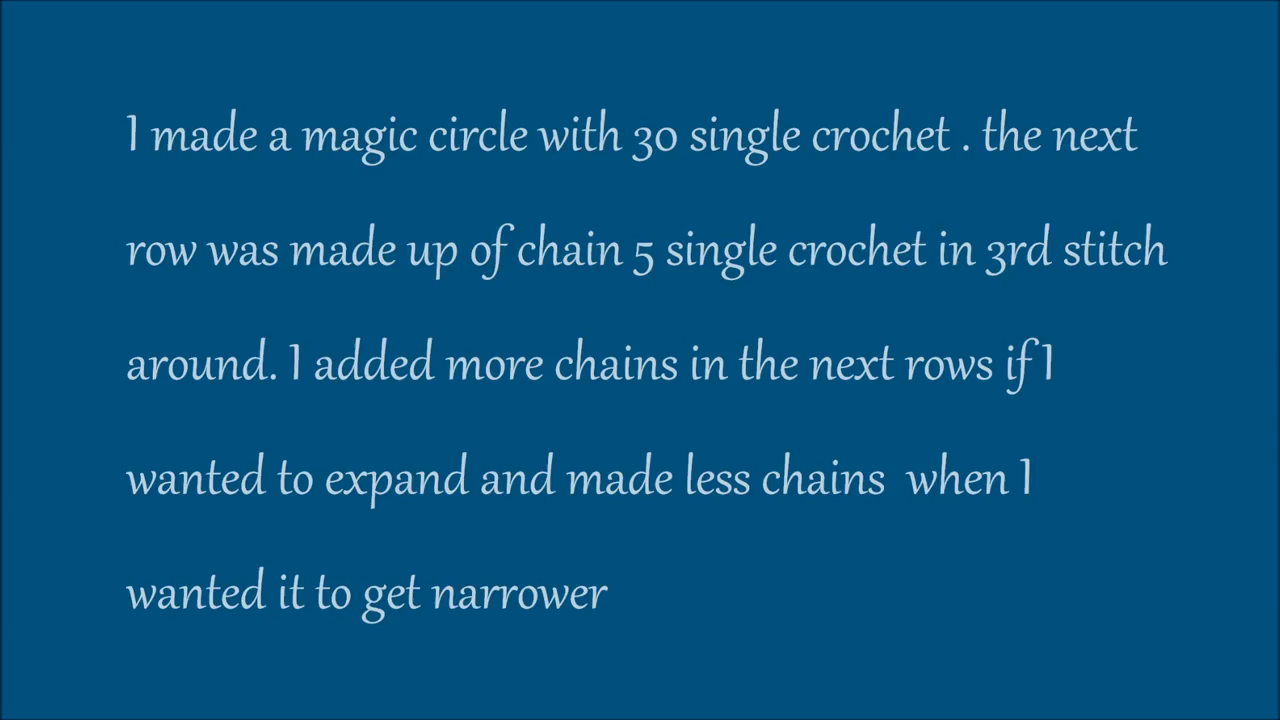 I made a magic circle with 30 single crochet . the next
row was made up of chain 5 single crochet in 3rd stitch
around. I added more chains in the next rows if I
wanted to expand and made less chains  when I
wanted it to get narrower